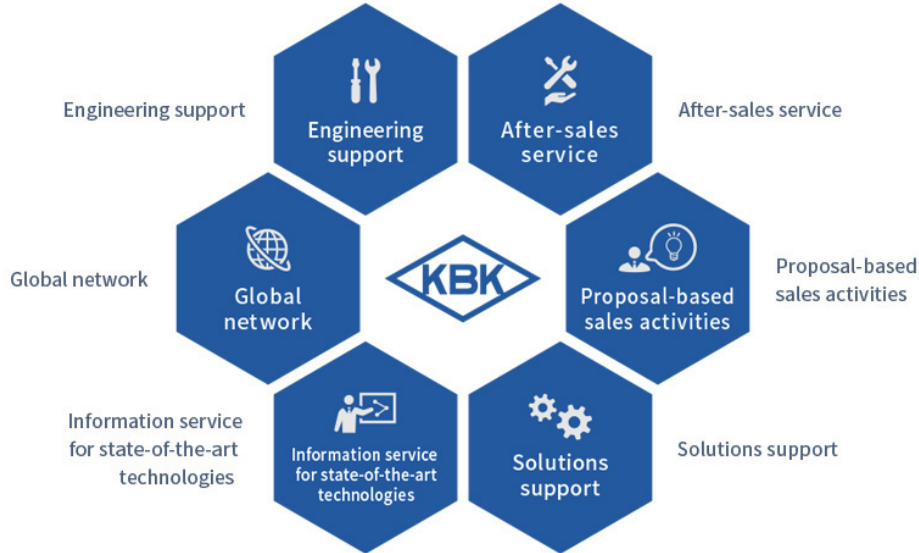 Engineering support
Engineering
support
After-sales
service
After-sales service
Global network
Global
network
KBK
Proposal-based
sales activities
Proposal-based
sales activities
Information service
for state-of-the-art
technologies
Information service
for state-of-the-art
technologies
Solutions
support
Solutions support